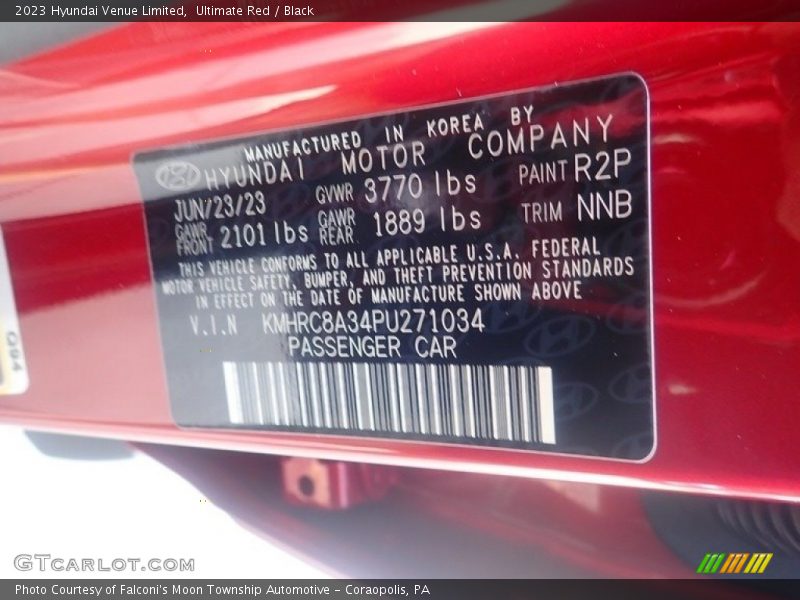 2023 Hyundai Venue Limited,  Ultimate Red / Black
MANUFACTURED IN KOREA BY
HYUNDAI MOTOR COMPANY
JUN/23/23 GVWR 3770 lbs PAINT R2P
GAWR FRONT 2101 lbs GAWR REAR 1889 lbs TRIM NNB
THIS VEHICLE CONFORMS TO ALL APPLICABLE U.S.A. FEDERAL
MOTOR VEHICLE SAFETY, BUMPER, AND THEFT PREVENTION STANDARDS
IN EFFECT ON THE DATE OF MANUFACTURE SHOWN ABOVE
V.I.N KMHRC8A34PU271034
PASSENGER CAR
G94
GTcarlot.com
Photo Courtesy of Falconi's Moon Township Automotive - Coraopolis, PA